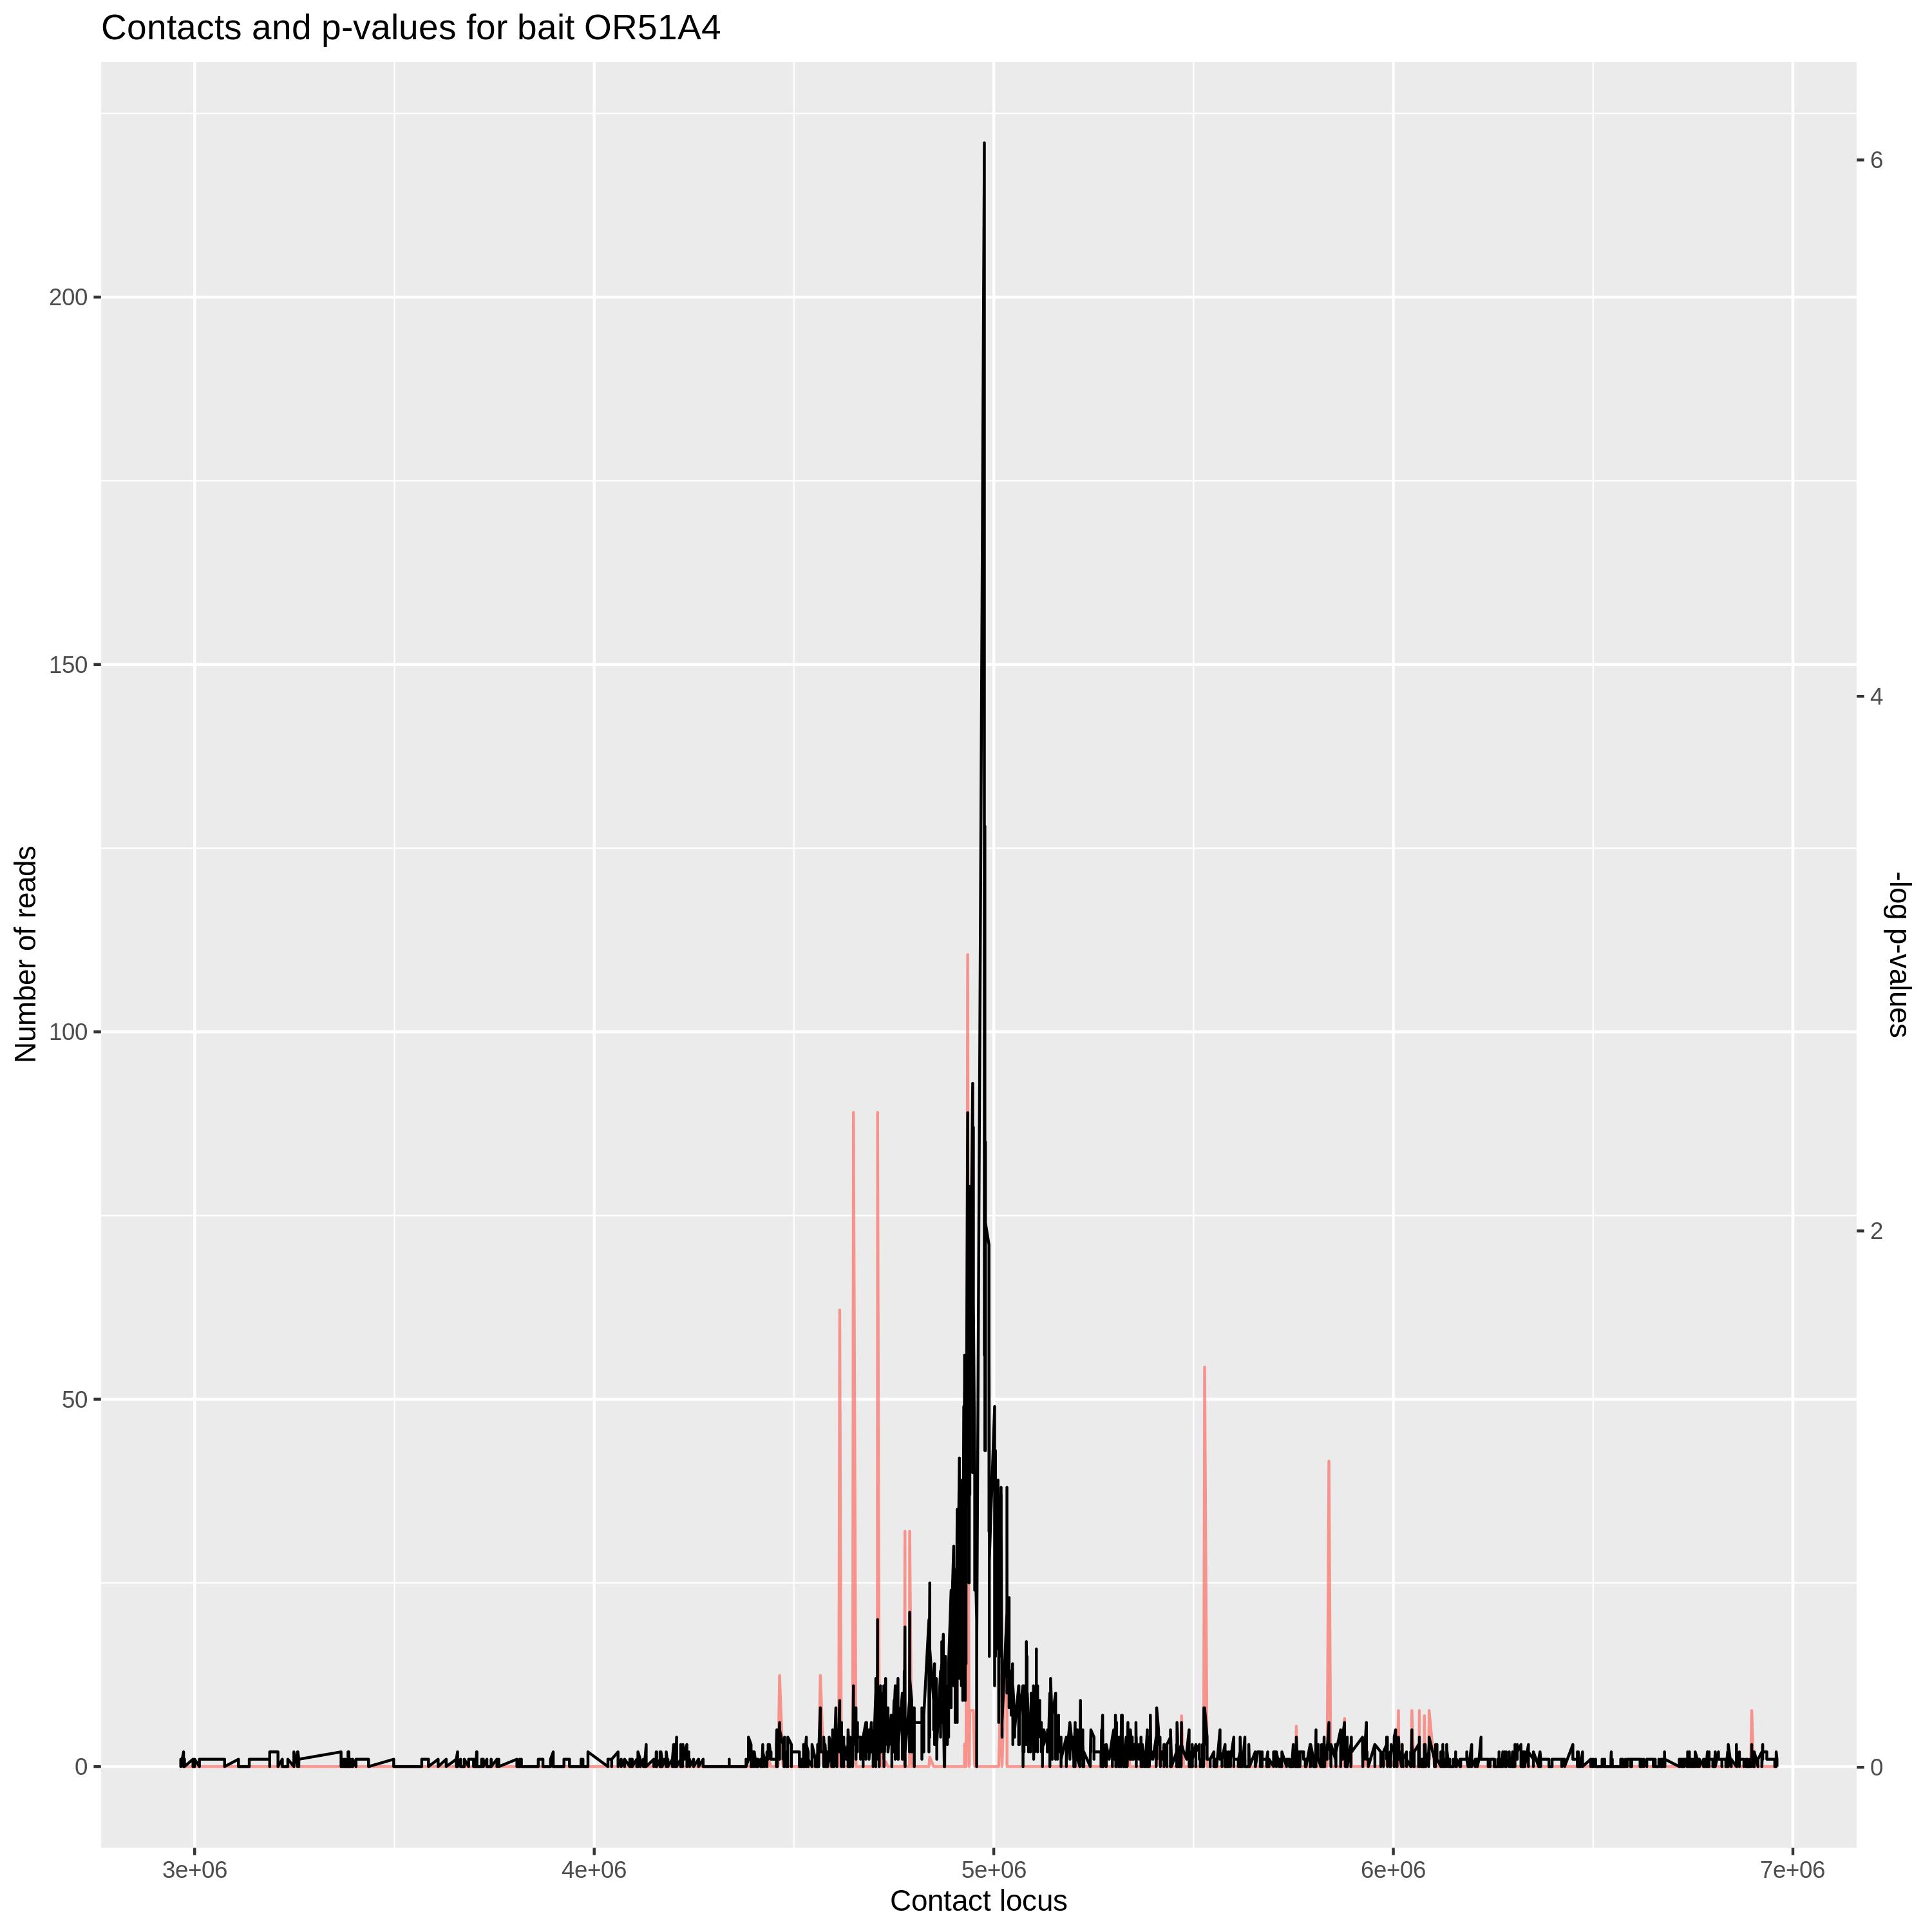 Contacts and p-values for bait OR51A4
Number of reads
200
150
100
50
0
6
4
2
0
-log p-values
3e+06 4e+06 5e+06 6e+06 7e+06
Contact locus